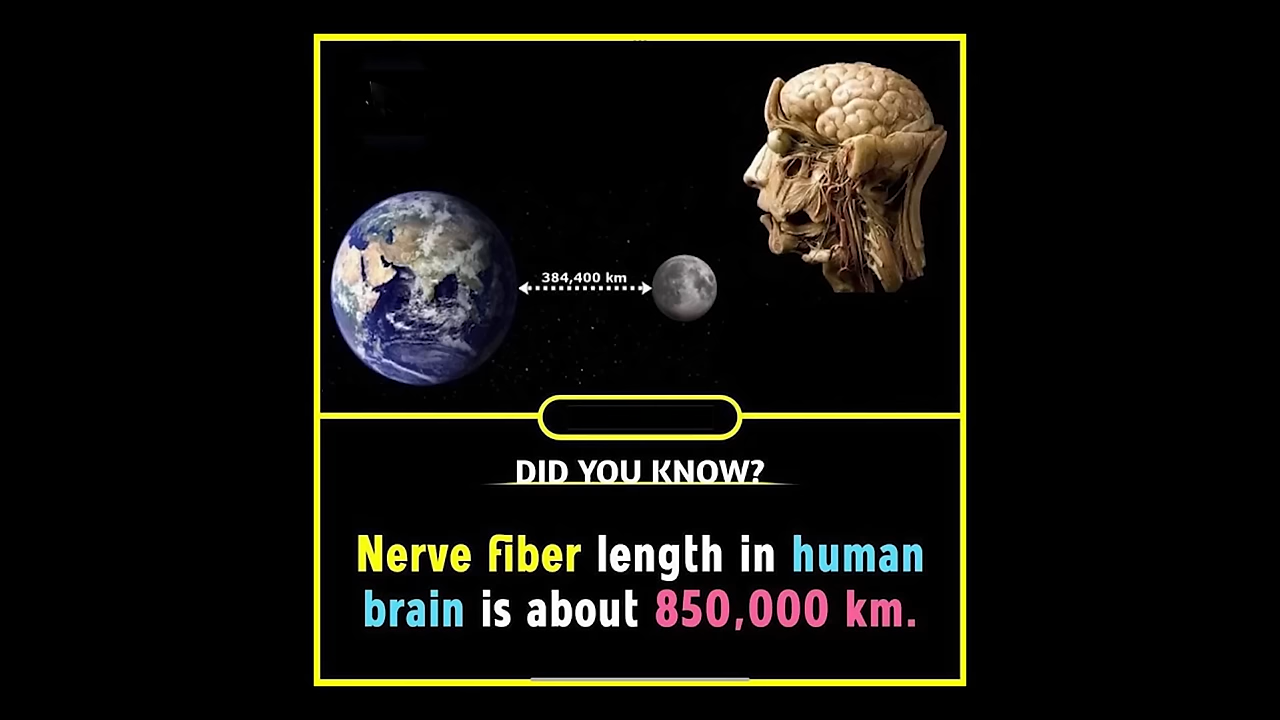 384,400 km
DID YOU KNOW?
Nerve fiber length in human
brain is about 850,000 km.